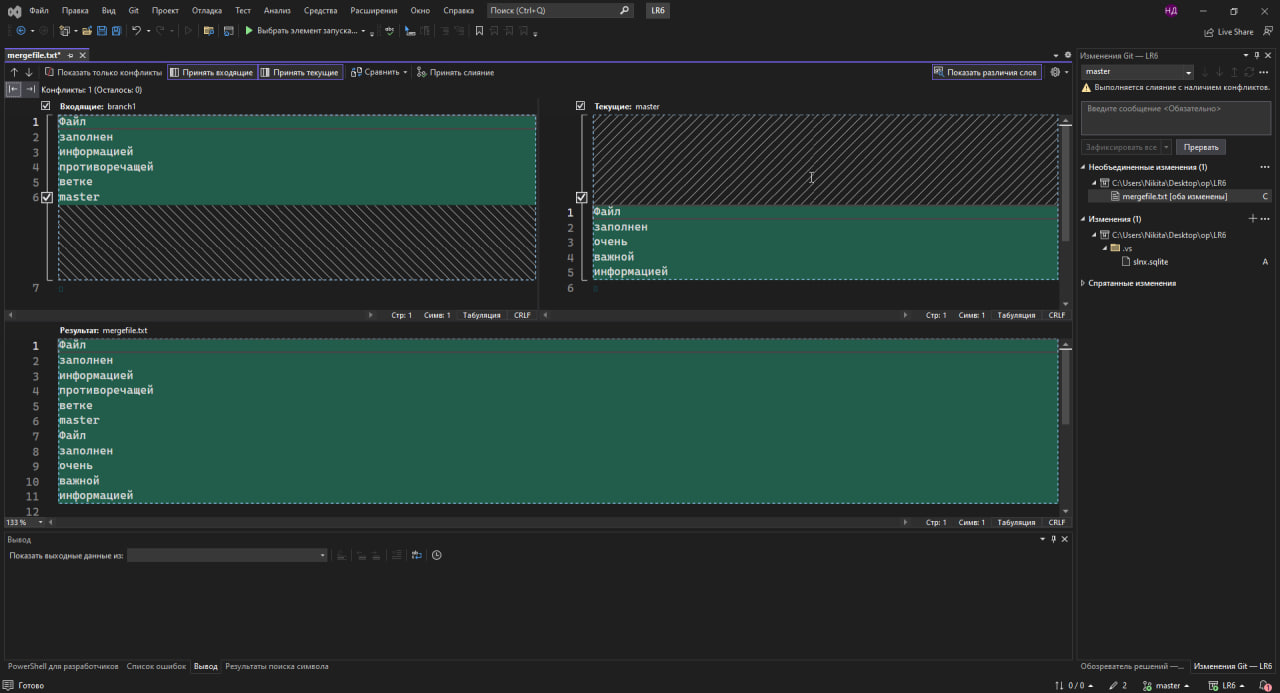 Файл Правка Вид Git Проект Отладка Тест Анализ Средства Расширения Окно Справка Поиск (Ctrl+Q) LR6 НД
Выбрать элемент запуска... Live Share
mergefile.txt*
Показать только конфликты Принять входящие Принять текущие Сравнить Принять слияние Показать различия слов
Конфликты: 1 (Осталось: 0)
Входящие: branch1
1 Файл
2 заполнен
3 информацией
4 противоречащей
5 ветке
6 master
7
Стр: 1 Симв: 1 Табуляция CRLF
Текущие: master
1 Файл
2 заполнен
3 очень
4 важной
5 информацией
6
Стр: 1 Симв: 1 Табуляция CRLF
Результат: mergefile.txt
1 Файл
2 заполнен
3 информацией
4 противоречащей
5 ветке
6 master
7 Файл
8 заполнен
9 очень
10 важной
11 информацией
12
133 % Стр: 1 Симв: 1 Табуляция CRLF
Вывод
Показать выходные данные из:
PowerShell для разработчиков Список ошибок Вывод Результаты поиска символа
Изменения Git — LR6
master
Выполняется слияние с наличием конфликтов.
Введите сообщение <Обязательно>
Зафиксировать все Прервать
Необъединенные изменения (1)
C:\Users\Nikita\Desktop\op\LR6
mergefile.txt [оба изменены] C
Изменения (1)
C:\Users\Nikita\Desktop\op\LR6
.vs
slnx.sqlite A
Спрятанные изменения
Обозреватель решений —... Изменения Git — LR6
Готово 0 / 0 2 master LR6 1